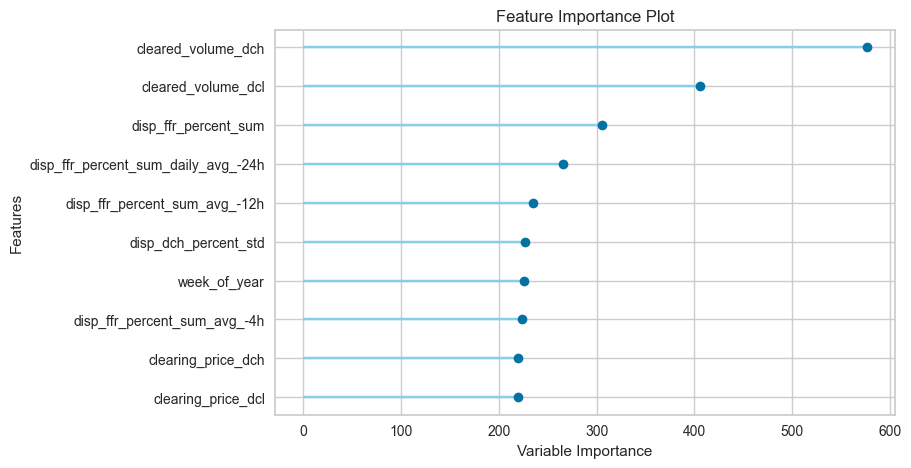 Feature Importance Plot
Features
cleared_volume_dch
cleared_volume_dcl
disp_ffr_percent_sum
disp_ffr_percent_sum_daily_avg_-24h
disp_ffr_percent_sum_avg_-12h
disp_dch_percent_std
week_of_year
disp_ffr_percent_sum_avg_-4h
clearing_price_dch
clearing_price_dcl
0 100 200 300 400 500 600
Variable Importance